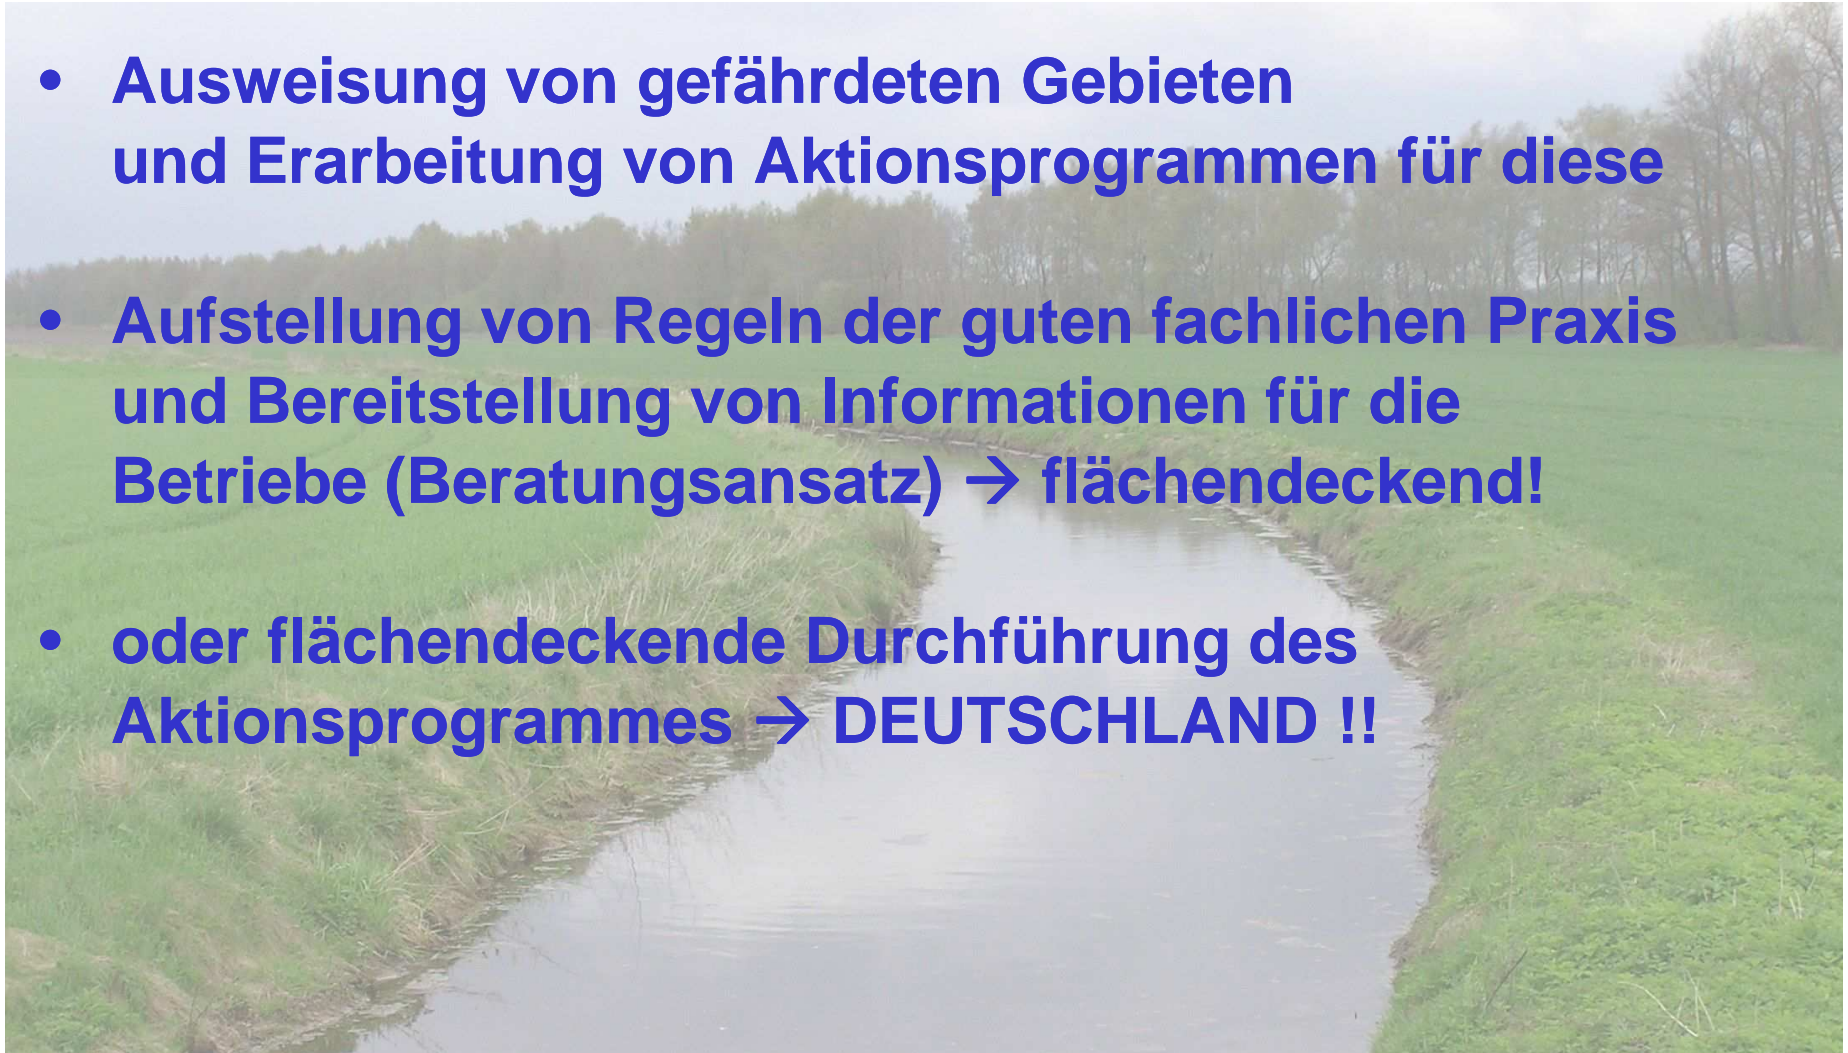 • Ausweisung von gefährdeten Gebieten
und Erarbeitung von Aktionsprogrammen für diese
• Aufstellung von Regeln der guten fachlichen Praxis
und Bereitstellung von Informationen für die
Betriebe (Beratungsansatz) → flächendeckend!
• oder flächendeckende Durchführung des
Aktionsprogrammes → DEUTSCHLAND !!